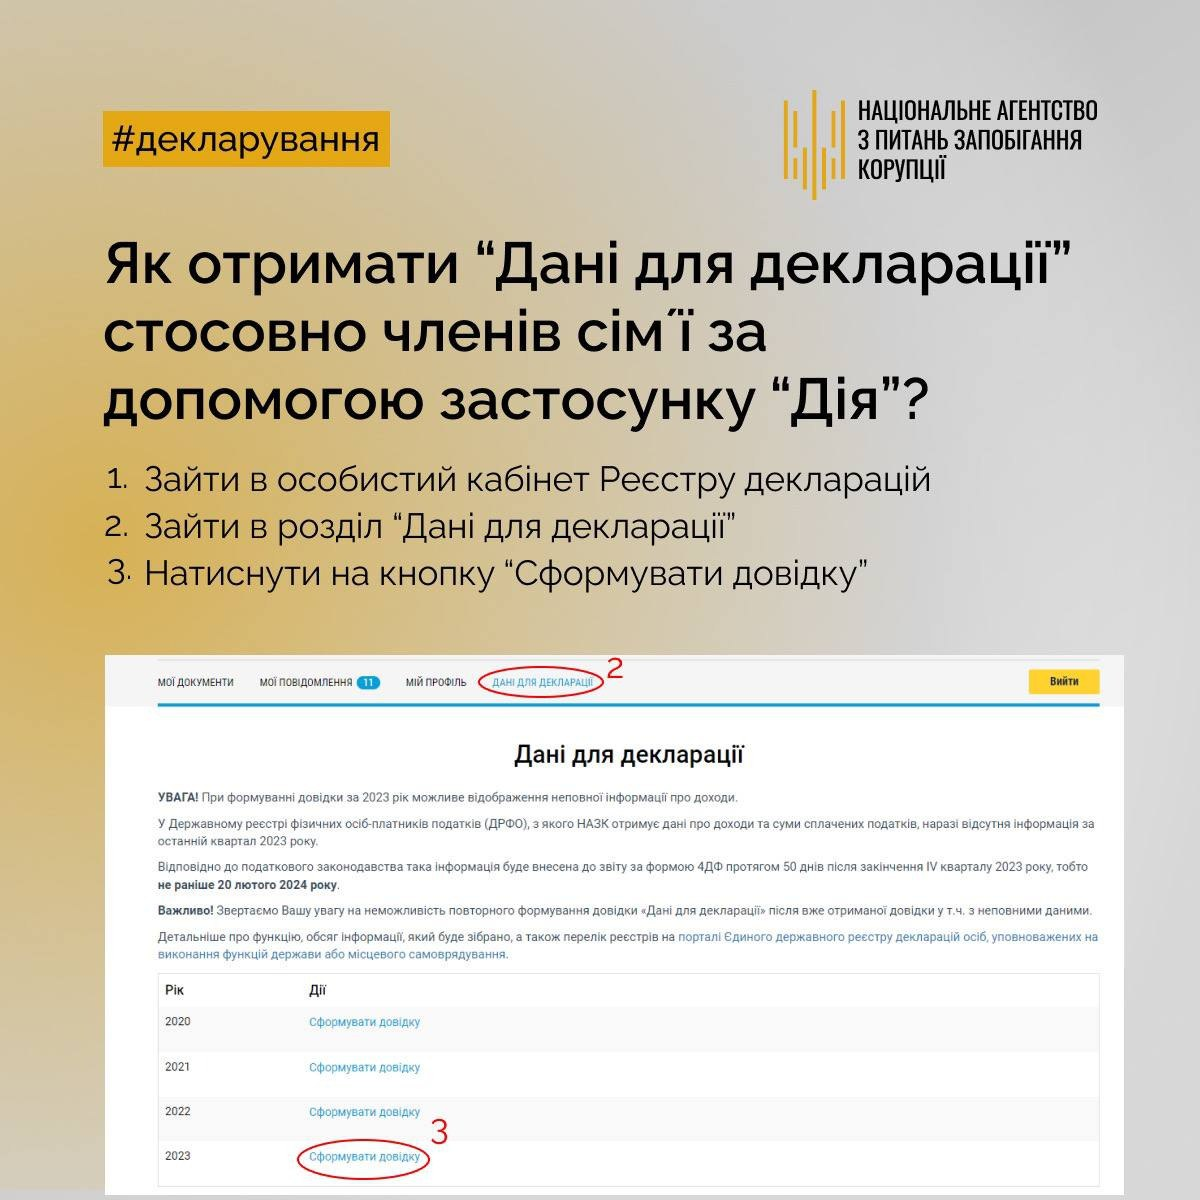 #декларування
НАЦІОНАЛЬНЕ АГЕНТСТВО
З ПИТАНЬ ЗАПОБІГАННЯ
КОРУПЦІЇ
Як отримати “Дані для декларації”
стосовно членів сім´ї за
допомогою застосунку “Дія”?
1. Зайти в особистий кабінет Реєстру декларацій
2. Зайти в розділ “Дані для декларації”
3. Натиснути на кнопку “Сформувати довідку”
МОЇ ДОКУМЕНТИ МОЇ ПОВІДОМЛЕННЯ 11 МІЙ ПРОФІЛЬ ДАНІ ДЛЯ ДЕКЛАРАЦІЇ 2 Вийти
Дані для декларації
УВАГА! При формуванні довідки за 2023 рік можливе відображення неповної інформації про доходи.
У Державному реєстрі фізичних осіб-платників податків (ДРФО), з якого НАЗК отримує дані про доходи та суми сплачених податків, наразі відсутня інформація за
останній квартал 2023 року.
Відповідно до податкового законодавства така інформація буде внесена до звіту за формою 4ДФ протягом 50 днів після закінчення IV кварталу 2023 року, тобто
не раніше 20 лютого 2024 року.
Важливо! Звертаємо Вашу увагу на неможливість повторного формування довідки «Дані для декларації» після вже отриманої довідки у т.ч. з неповними даними.
Детальніше про функцію, обсяг інформації, який буде зібрано, а також перелік реєстрів на порталі Єдиного державного реєстру декларацій осіб, уповноважених на
виконання функцій держави або місцевого самоврядування.
Рік Дії
2020 Сформувати довідку
2021 Сформувати довідку
2022 Сформувати довідку
3
2023 Сформувати довідку